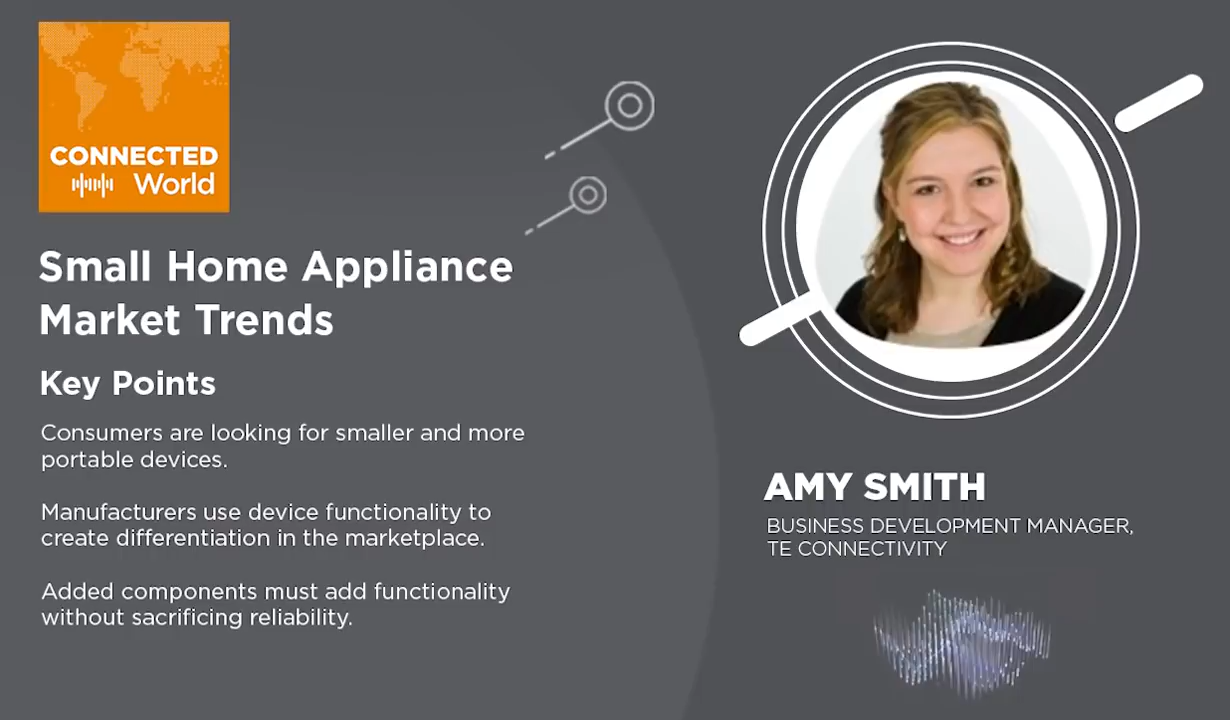 CONNECTED
World
Small Home Appliance
Market Trends
Key Points
Consumers are looking for smaller and more
portable devices.
Manufacturers use device functionality to
create differentiation in the marketplace.
Added components must add functionality
without sacrificing reliability.
AMY SMITH
BUSINESS DEVELOPMENT MANAGER,
TE CONNECTIVITY